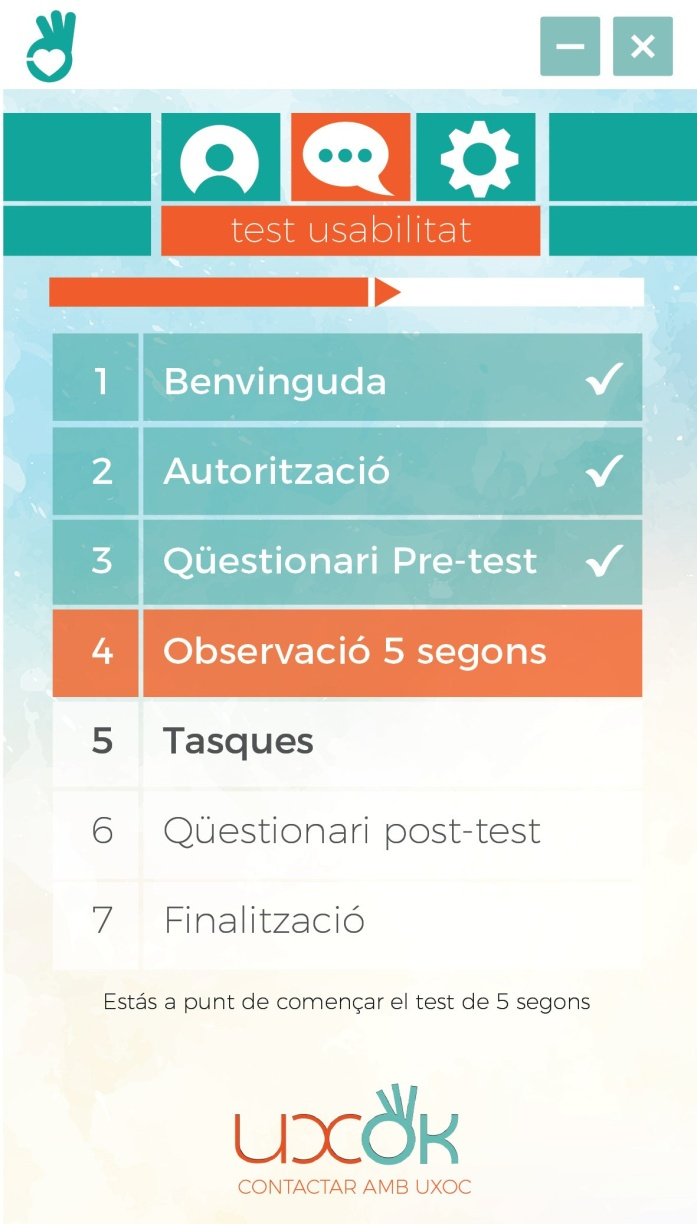 test usabilitat
1 Benvinguda
2 Autorització
3 Qüestionari Pre-test
4 Observació 5 segons
5 Tasques
6 Qüestionari post-test
7 Finalització
Estás a punt de començar el test de 5 segons
UXOK
CONTACTAR AMB UXOC